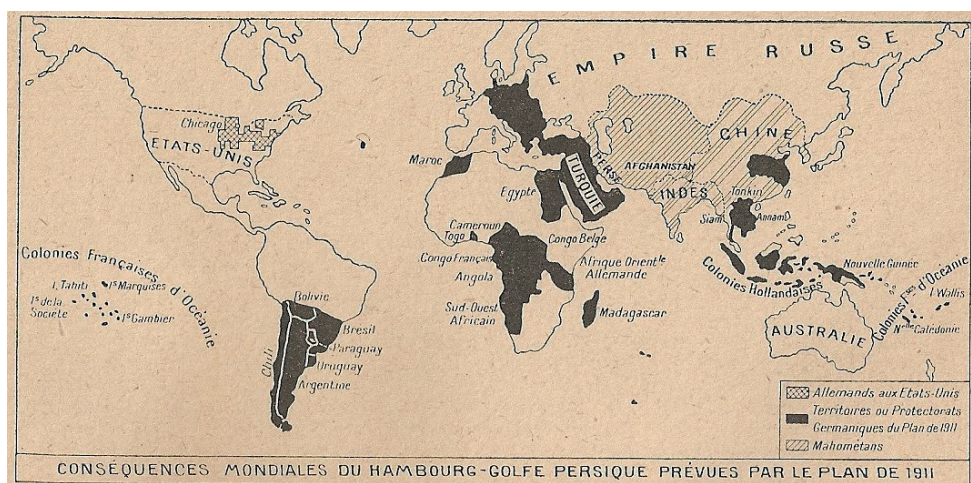 EMPIRE RUSSE
Chicago
ETATS-UNIS
CHINE
Maroc
TURQUIE
PERSE
AFGHANISTAN
INDES
Egypte
Tonkin
Siam
Annam
Cameroun
Togo
Congo Belge
Congo Français
Afrique Orient.le
Allemande
Angola
Nouvelle Guinée
Colonies Hollandaises
Colonies Françaises
d'Océanie
I. Tahiti
Is Marquises
Is de la
Société
Is Gambier
Bolivie
Sud-Ouest
Africain
Madagascar
Colonies Fses d'Océanie
I. Wallis
Nlle Calédonie
Bresil
Paraguay
Uruguay
Chili
Argentine
AUSTRALIE
Allemands aux Etats-Unis
Territoires ou Protectorats
Germaniques du Plan de 1911
Mahométans
CONSÉQUENCES MONDIALES DU HAMBOURG-GOLFE PERSIQUE PRÉVUES PAR LE PLAN DE 1911